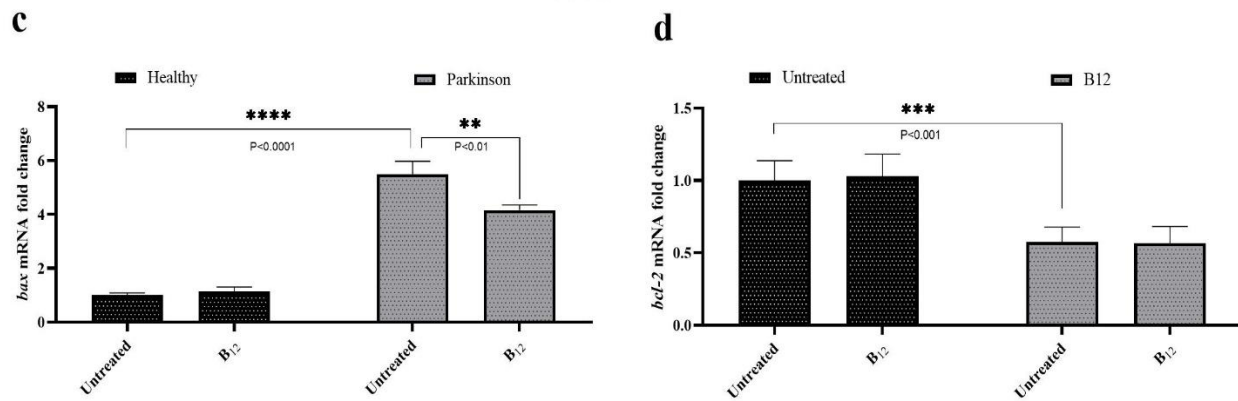 c
Healthy
Parkinson
bax mRNA fold change
8
6
4
2
0
****
P<0.0001
**
P<0.01
Untreated
B₁₂
Untreated
B₁₂
d
Untreated
B12
bcl-2 mRNA fold change
1.5
1.0
0.5
0.0
***
P<0.001
Untreated
B₁₂
Untreated
B₁₂